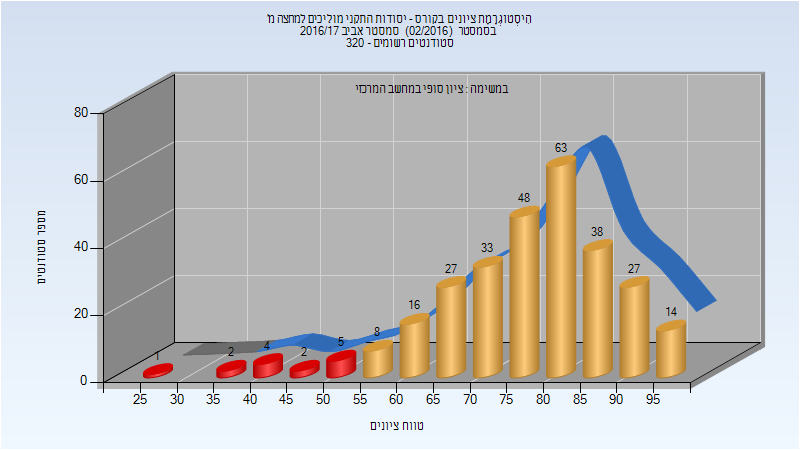 היסטוגרמת ציונים בקורס - יסודות התקני מוליכים למחצה מ'
בסמסטר (02/2016) סמסטר אביב 2016/17
סטודנטים רשומים - 320
במשימה : ציון סופי במחשב המרכזי
מספר סטודנטים
80
60
40
20
0
1
2
4
2
5
8
16
27
33
48
63
38
27
14
25 30 35 40 45 50 55 60 65 70 75 80 85 90 95
טווח ציונים